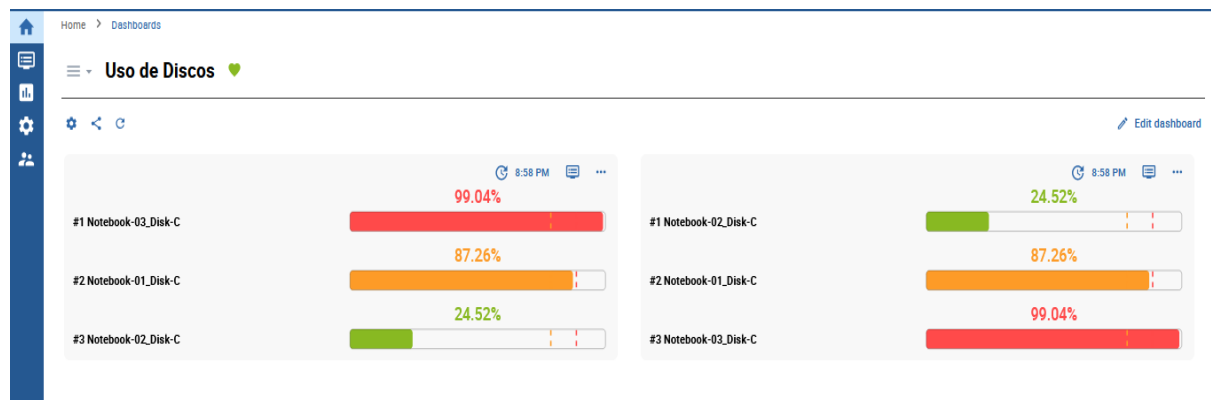 Home > Dashboards
Uso de Discos
Edit dashboard
8:58 PM
99.04%
#1 Notebook-03_Disk-C
87.26%
#2 Notebook-01_Disk-C
24.52%
#3 Notebook-02_Disk-C
8:58 PM
24.52%
#1 Notebook-02_Disk-C
87.26%
#2 Notebook-01_Disk-C
99.04%
#3 Notebook-03_Disk-C